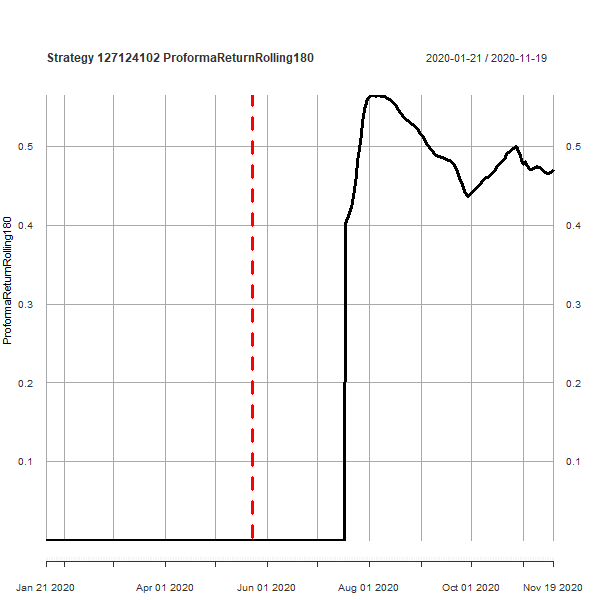 Strategy 127124102 ProformaReturnRolling180
2020-01-21 / 2020-11-19
ProformaReturnRolling180
0.5
0.5
0.4
0.4
0.3
0.3
0.2
0.2
0.1
0.1
Jan 21 2020
Apr 01 2020
Jun 01 2020
Aug 01 2020
Oct 01 2020
Nov 19 2020